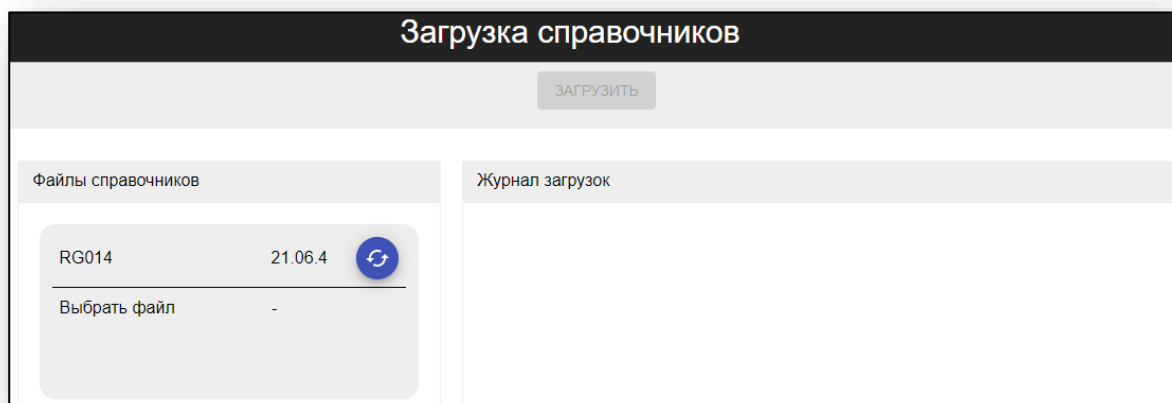 Загрузка справочников
ЗАГРУЗИТЬ
Файлы справочников
Журнал загрузок
RG014 21.06.4
Выбрать файл -